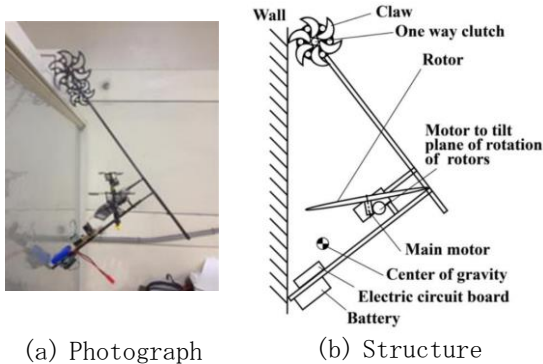 Wall
Claw
One way clutch
Rotor
Motor to tilt
plane of rotation
of rotors
Main motor
Center of gravity
Electric circuit board
Battery
(a) Photograph
(b) Structure